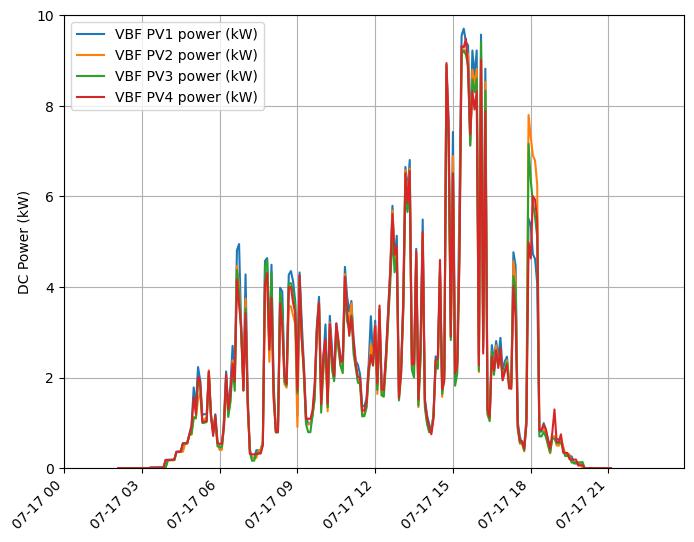 10
VBF PV1 power (kW)
VBF PV2 power (kW)
VBF PV3 power (kW)
VBF PV4 power (kW)
8
6
DC Power (kW)
4
2
0
07-17 00
07-17 03
07-17 06
07-17 09
07-17 12
07-17 15
07-17 18
07-17 21